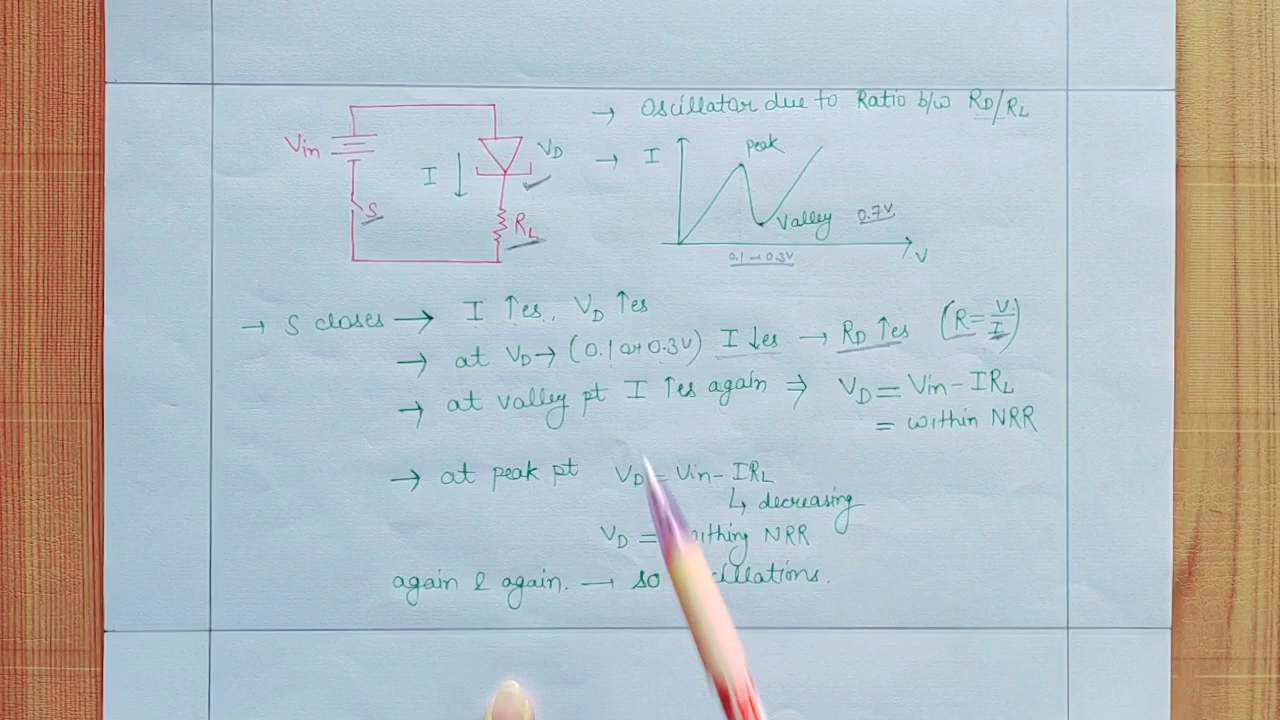 → Oscillator due to Ratio b/w RD/RL
Vin
I ↓
VD
S
RL
→ I
peak
Valley 0.7V
0.1 → 0.3V
V
→ S closes → I ↑es, VD ↑es
→ at VD → (0.1 or 0.3V) I ↓es → RD ↑es (R = V/I)
→ at valley pt I ↑es again ⇒ VD = Vin - IRL
= within NRR
→ at peak pt VD = Vin - IRL
↳ decreasing
VD = NRR
again & again. → so